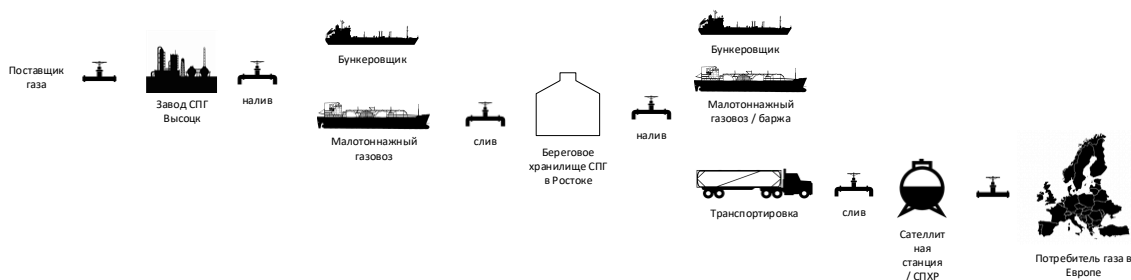 Поставщик
газа
Завод СПГ
Высоцк
налив
Бункеровщик
Малотоннажный
газовоз
слив
Береговое
хранилище СПГ
в Ростоке
налив
Бункеровщик
Малотоннажный
газовоз / баржа
Транспортировка
слив
Сателлит
ная
станция
/ СПХР
Потребитель газа в
Европе